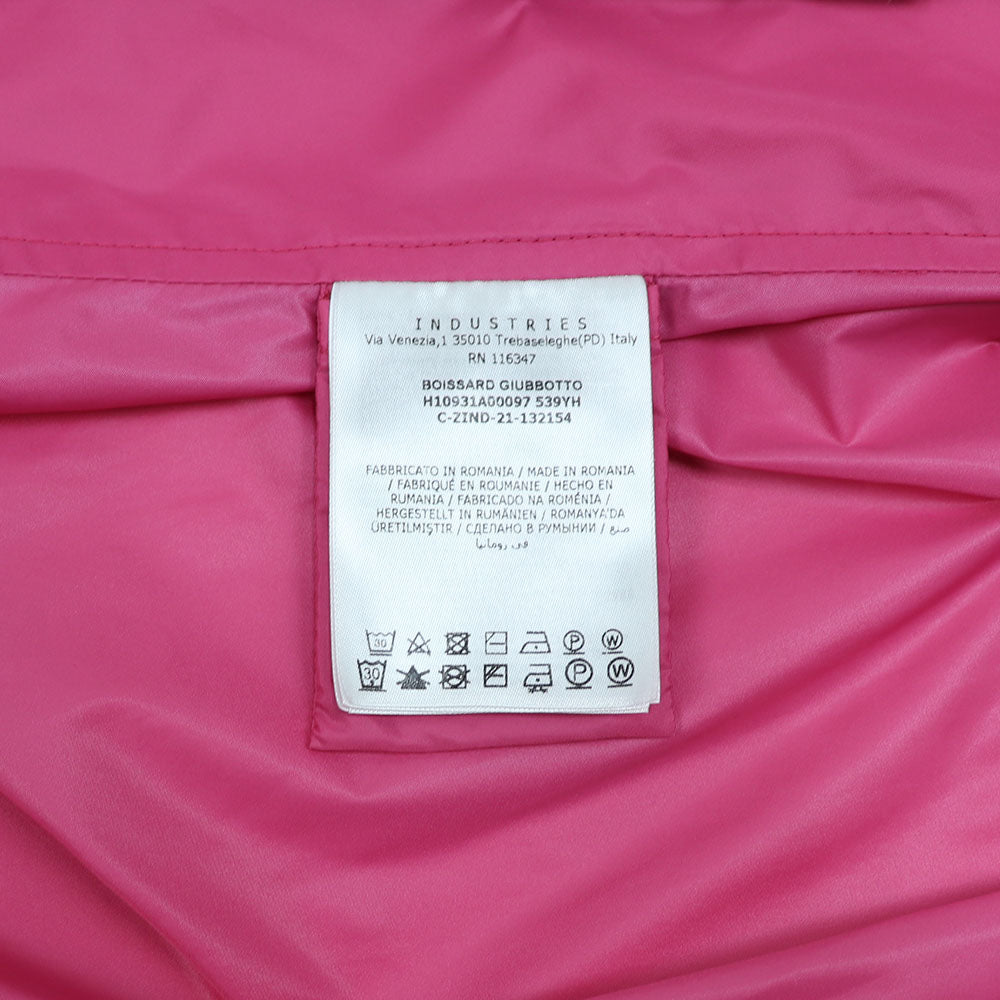 INDUSTRIES
Via Venezia,1 35010 Trebaseleghe(PD) Italy
RN 116347
BOISSARD GIUBBOTTO
H10931A00097 539YH
C-ZIND-21-132154
FABBRICATO IN ROMANIA / MADE IN ROMANIA
/ FABRIQUÉ EN ROUMANIE / HECHO EN
RUMANIA / FABRICADO NA ROMÉNIA /
HERGESTELLT IN RUMÄNIEN / ROMANYA'DA
ÜRETILMIŞTIR / СДЕЛАНО В РУМЫНИИ / صنع
في رومانيا
30 P W
30 P W